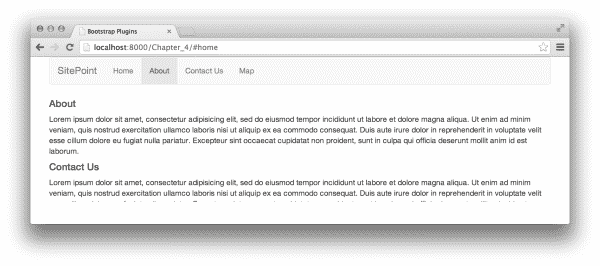 Bootstrap Plugins
localhost:8000/Chapter_4/#home
SitePoint Home About Contact Us Map
About
Lorem ipsum dolor sit amet, consectetur adipisicing elit, sed do eiusmod tempor incididunt ut labore et dolore magna aliqua. Ut enim ad minim
veniam, quis nostrud exercitation ullamco laboris nisi ut aliquip ex ea commodo consequat. Duis aute irure dolor in reprehenderit in voluptate velit
esse cillum dolore eu fugiat nulla pariatur. Excepteur sint occaecat cupidatat non proident, sunt in culpa qui officia deserunt mollit anim id est
laborum.
Contact Us
Lorem ipsum dolor sit amet, consectetur adipisicing elit, sed do eiusmod tempor incididunt ut labore et dolore magna aliqua. Ut enim ad minim
veniam, quis nostrud exercitation ullamco laboris nisi ut aliquip ex ea commodo consequat. Duis aute irure dolor in reprehenderit in voluptate velit